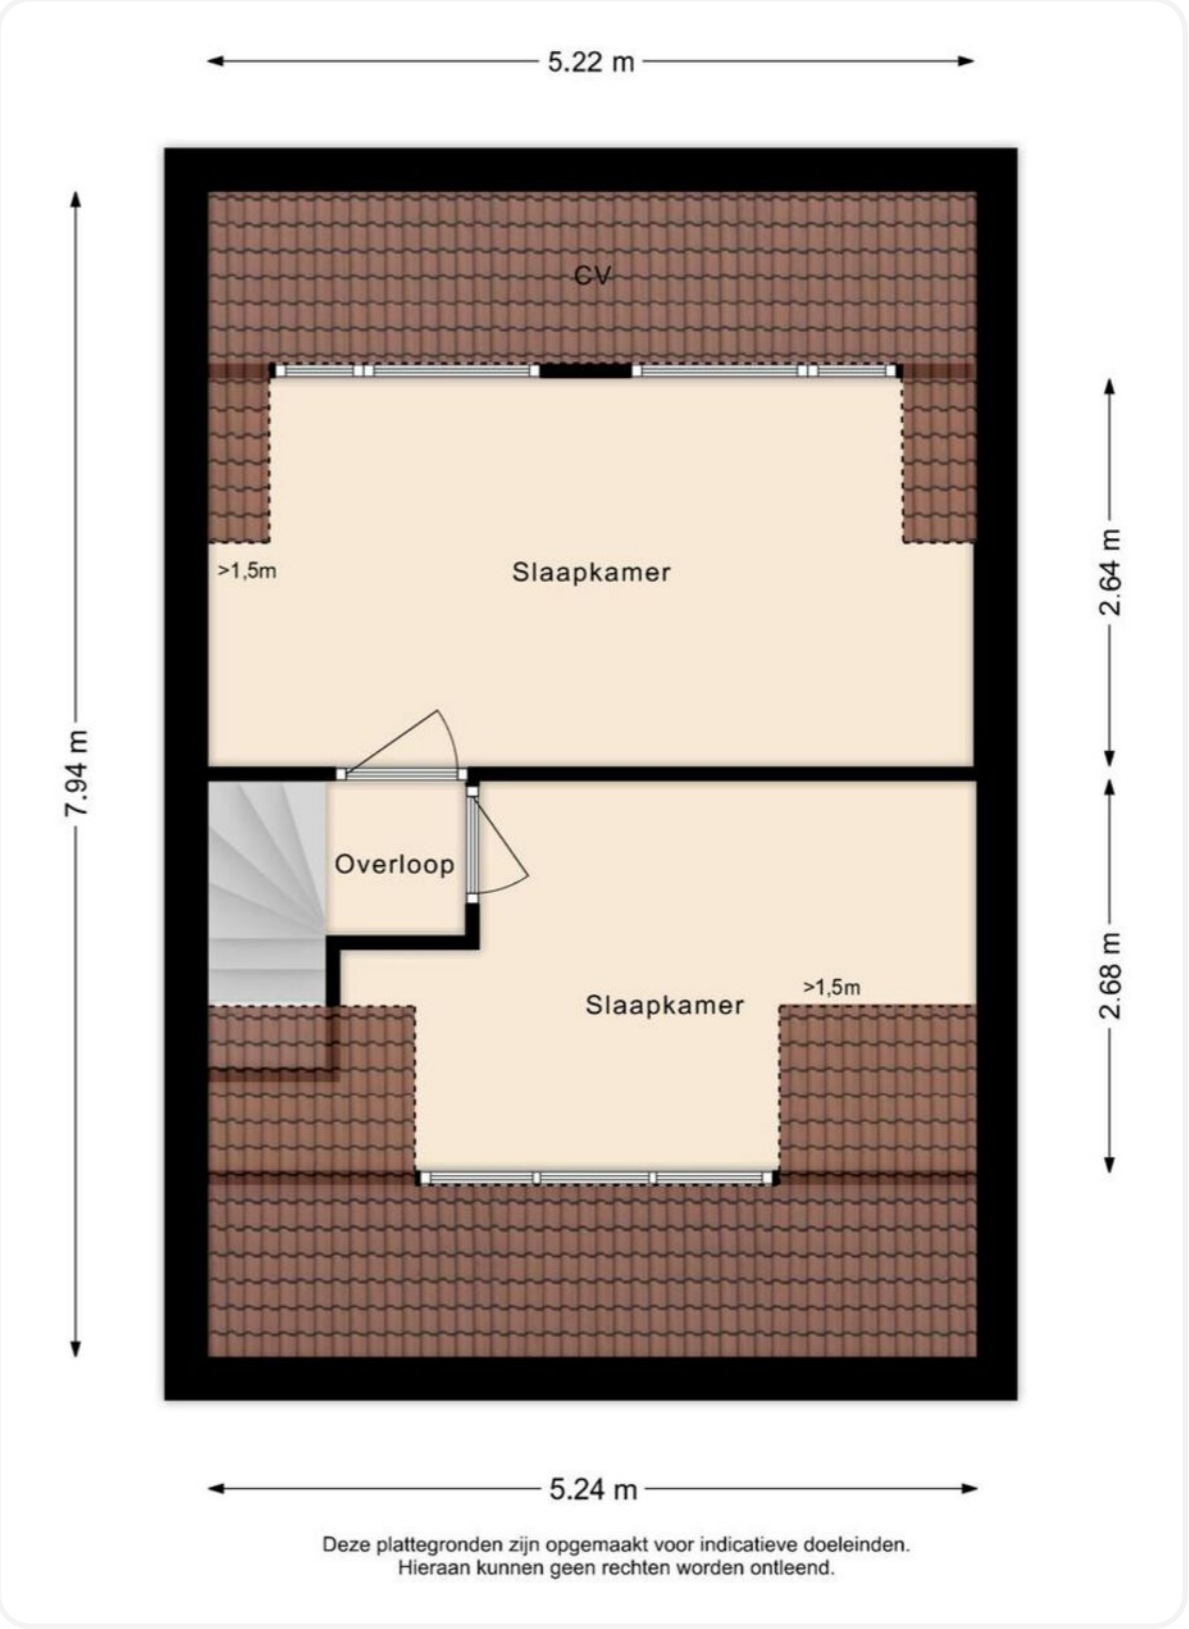 5.22 m
CV
>1,5m
Slaapkamer
2.64 m
7.94 m
Overloop
>1,5m
Slaapkamer
2.68 m
5.24 m
Deze plattegronden zijn opgemaakt voor indicatieve doeleinden.
Hieraan kunnen geen rechten worden ontleend.